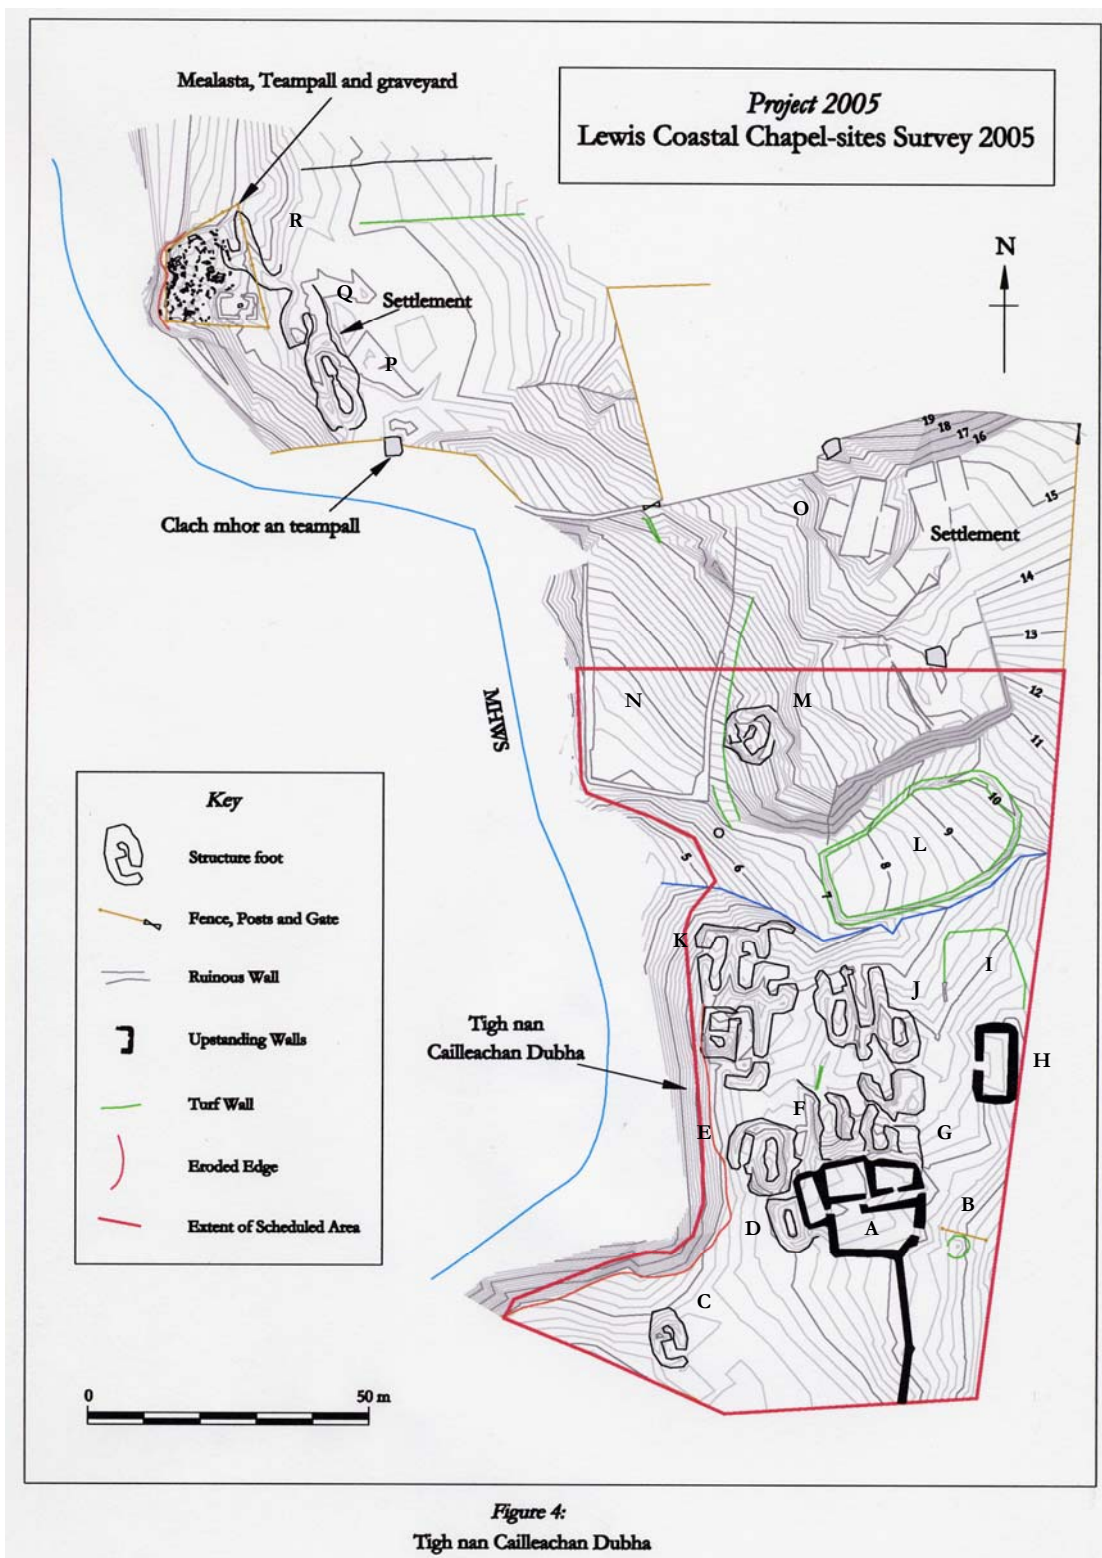 Mealasta, Teampall and graveyard
Project 2005
Lewis Coastal Chapel-sites Survey 2005
R
N
Q
Settlement
P
19
18
17
16
15
Clach mhor an teampall
O
Settlement
14
13
12
N
M
MHWS
11
Key
10
9
L
Structure foot
5
6
8
7
Fence, Posts and Gate
K
I
Ruinous Wall
J
Tigh nan
Cailleachan Dubha
Upstanding Walls
H
Turf Wall
F
E
G
Eroded Edge
B
Extent of Scheduled Area
D
A
C
0
50 m
Figure 4:
Tigh nan Cailleachan Dubha